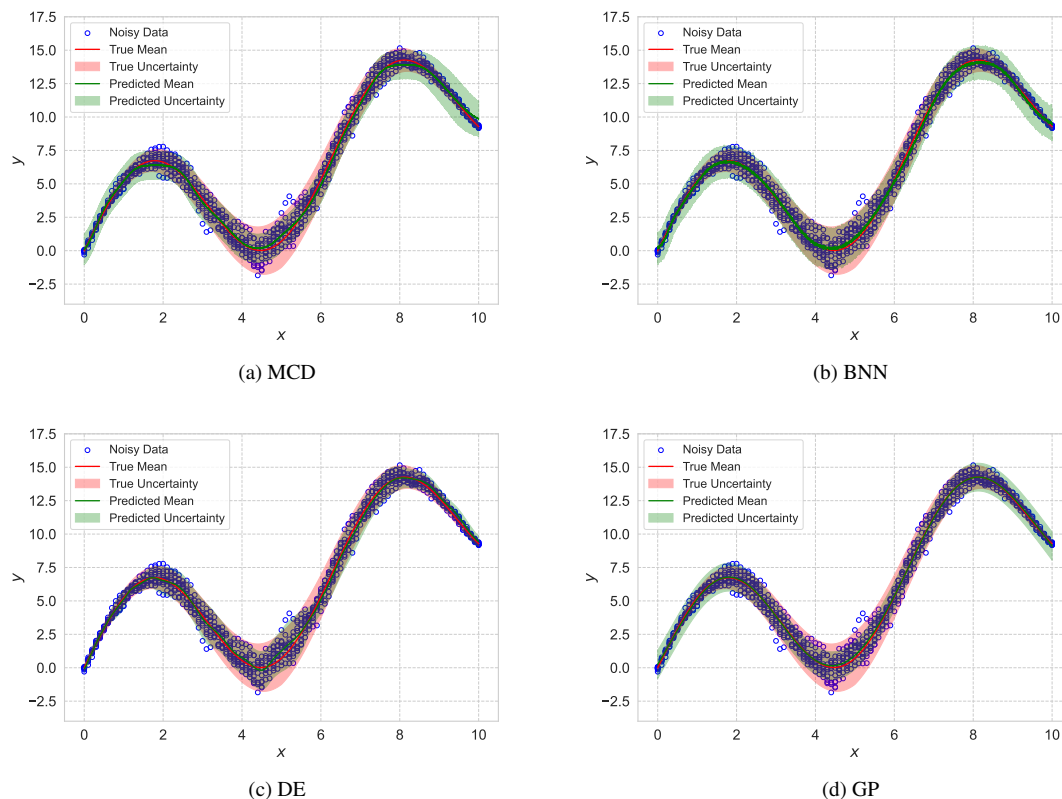 17.5
15.0
12.5
10.0
7.5
5.0
2.5
0.0
−2.5
y
Noisy Data
True Mean
True Uncertainty
Predicted Mean
Predicted Uncertainty
0 2 4 6 8 10
x
(a) MCD
17.5
15.0
12.5
10.0
7.5
5.0
2.5
0.0
−2.5
y
Noisy Data
True Mean
True Uncertainty
Predicted Mean
Predicted Uncertainty
0 2 4 6 8 10
x
(b) BNN
17.5
15.0
12.5
10.0
7.5
5.0
2.5
0.0
−2.5
y
Noisy Data
True Mean
True Uncertainty
Predicted Mean
Predicted Uncertainty
0 2 4 6 8 10
x
(c) DE
17.5
15.0
12.5
10.0
7.5
5.0
2.5
0.0
−2.5
y
Noisy Data
True Mean
True Uncertainty
Predicted Mean
Predicted Uncertainty
0 2 4 6 8 10
x
(d) GP